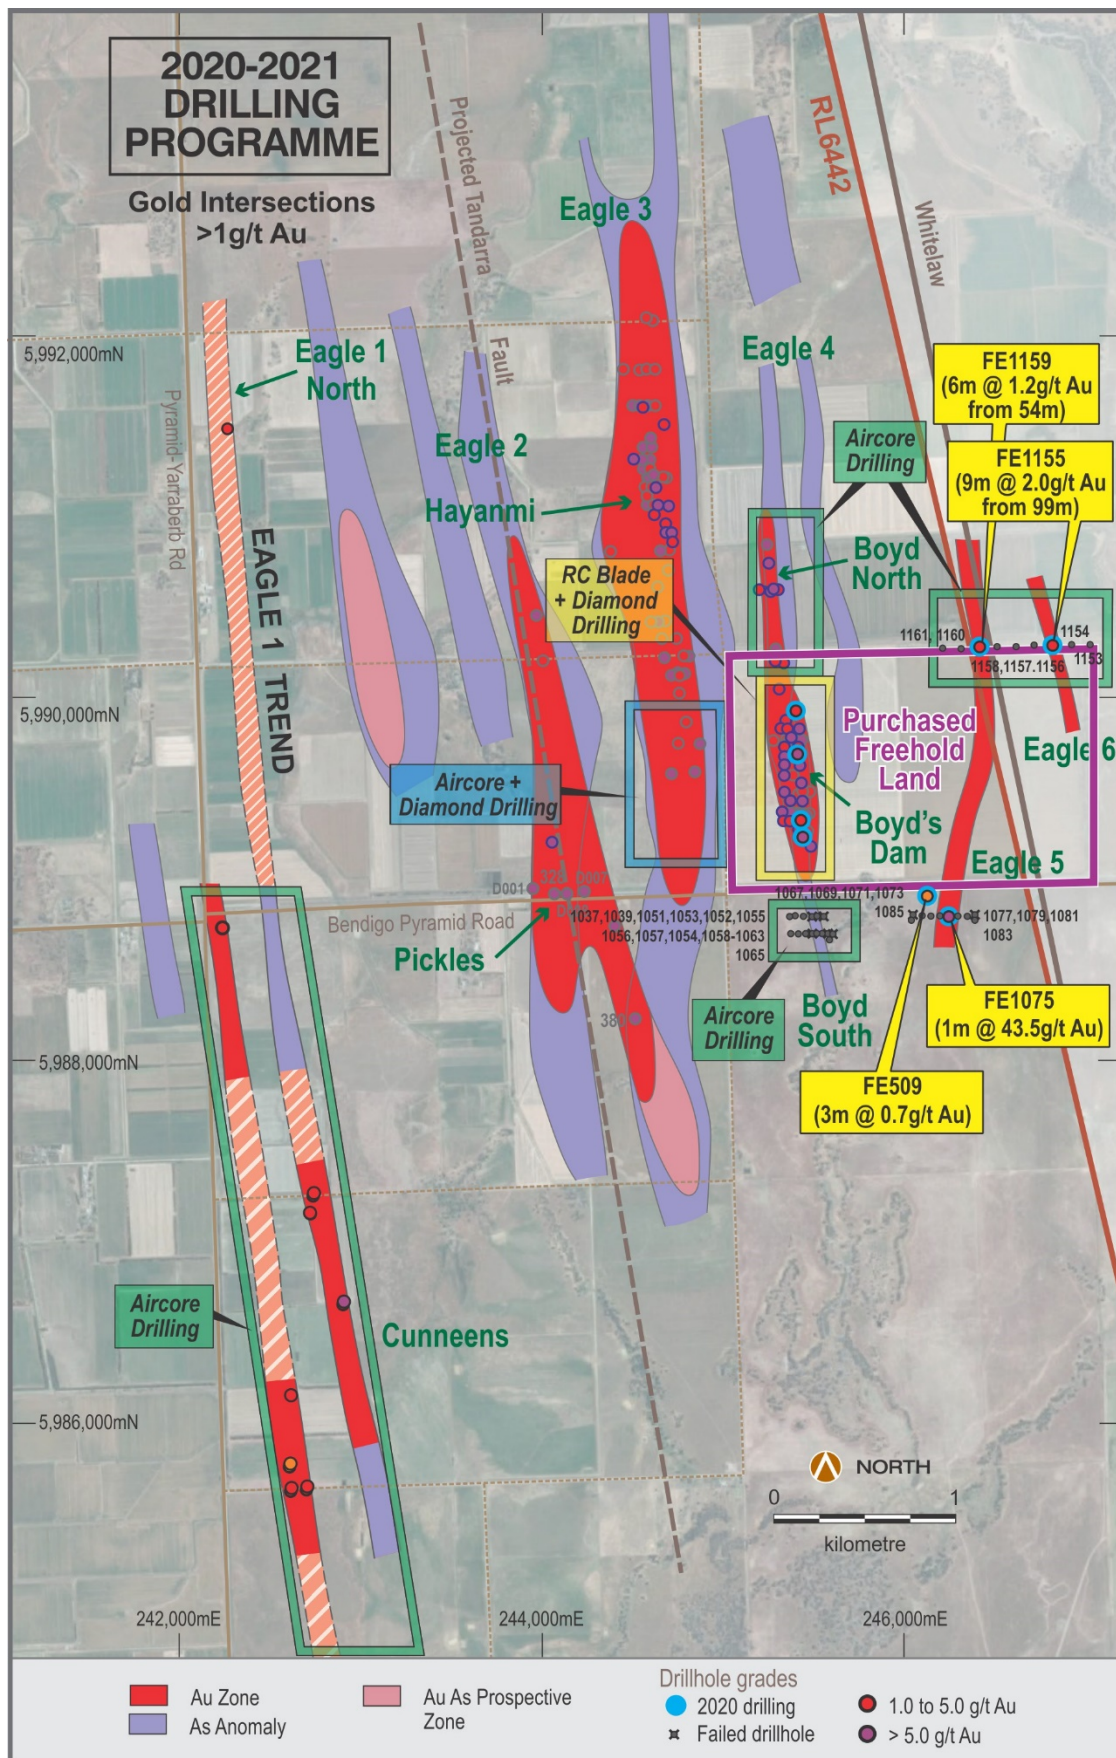 2020-2021
DRILLING
PROGRAMME
Gold Intersections
>1g/t Au
Projected Tandarra
Fault
RL6442
Whitelaw
Eagle 3
5,992,000mN
Eagle 1
North
Eagle 4
FE1159
(6m @ 1.2g/t Au
from 54m)
Pyramid-Yarraberb Rd
Eagle 2
Aircore
Drilling
FE1155
(9m @ 2.0g/t Au
from 99m)
Hayanmi
EAGLE 1 TREND
RC Blade
+ Diamond
Drilling
Boyd
North
1161, 1160
1154
1158,1157.1156
1153
5,990,000mN
Purchased
Freehold
Land
Eagle 6
Aircore +
Diamond Drilling
Boyd's
Dam
Eagle 5
D001
328
D007
1067,1069,1071,1073
1085
Bendigo Pyramid Road
1037,1039,1051,1053,1052,1055
1056,1057,1054,1058-1063
1065
1077,1079,1081
1083
Pickles
380
Aircore
Drilling
Boyd
South
FE1075
(1m @ 43.5g/t Au)
5,988,000mN
FE509
(3m @ 0.7g/t Au)
Aircore
Drilling
Cunneens
5,986,000mN
NORTH
0 1
kilometre
242,000mE
244,000mE
246,000mE
Au Zone
As Anomaly
Au As Prospective
Zone
Drillhole grades
2020 drilling
Failed drillhole
1.0 to 5.0 g/t Au
> 5.0 g/t Au